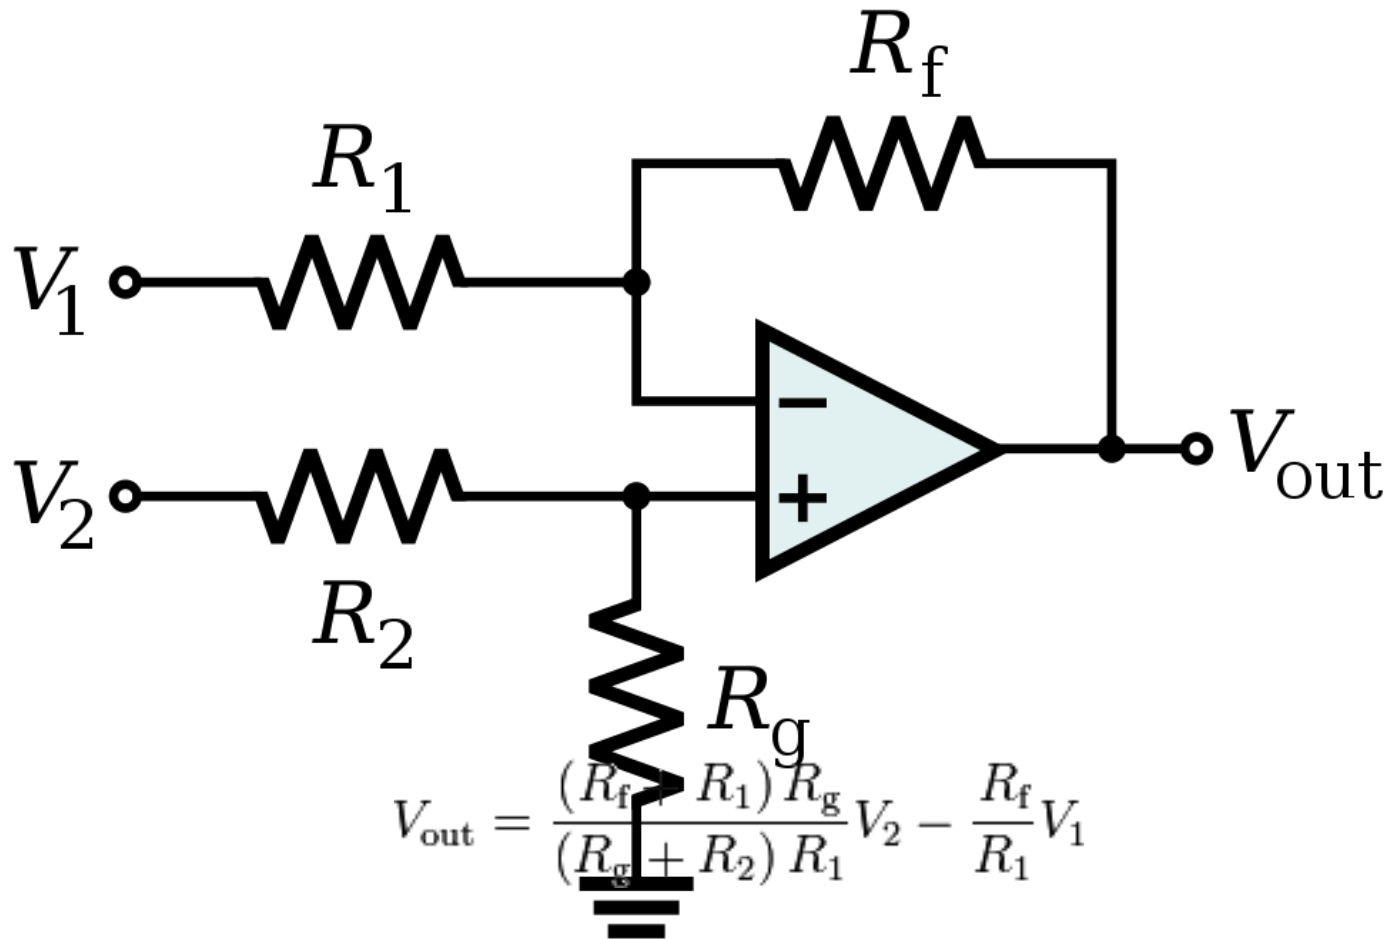 R_f
R_1
V_1
−
V_out
V_2
+
R_2
R_g
V_out = (R_f + R_1) R_g / (R_g + R_2) R_1 V_2 − R_f / R_1 V_1